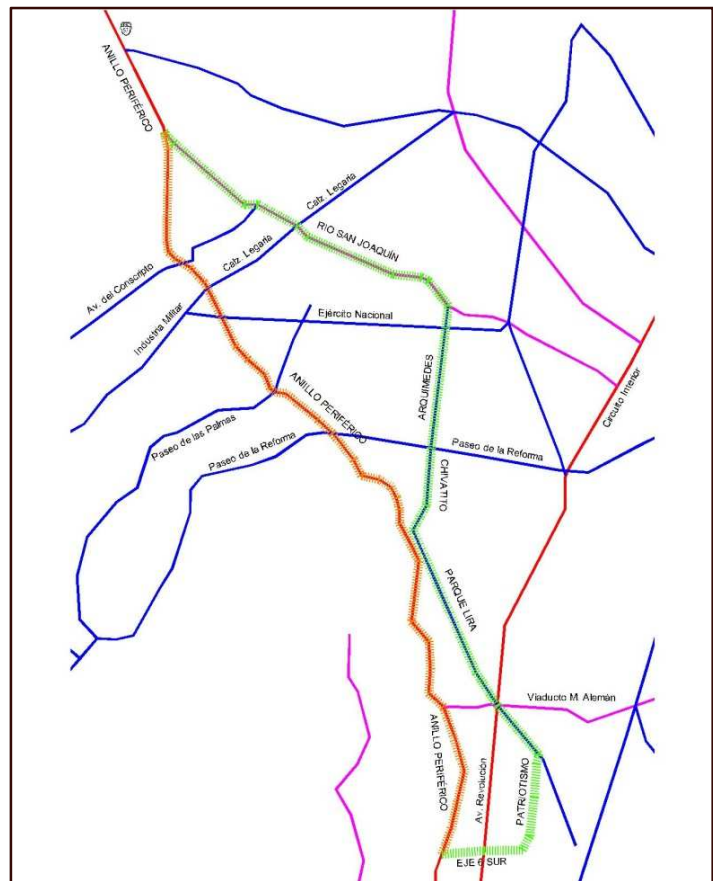 ANILLO PERIFÉRICO
Calz. Legaria
RIO SAN JOAQUÍN
Av. del Conscripto
Calz. Legaria
Industria Militar
Ejército Nacional
ANILLO PERIFÉRICO
ARQUIMEDES
Circuito Interior
Paseo de las Palmas
Paseo de la Reforma
Paseo de la Reforma
CHIVATITO
PARQUE LIRA
Viaducto M. Alemán
ANILLO PERIFÉRICO
Av. Revolución
PATRIOTISMO
EJE 6 SUR